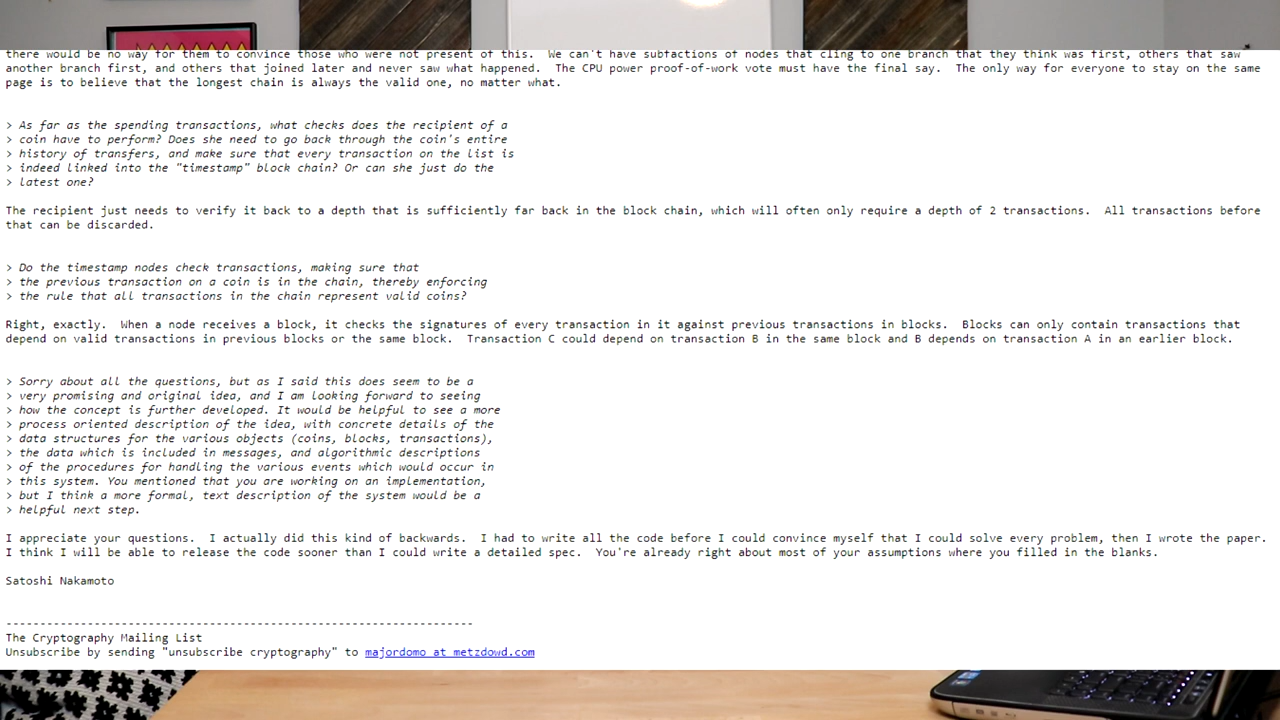 there would be no way for them to convince those who were not present of this.  We can't have subfactions of nodes that cling to one branch that they think was first, others that saw
another branch first, and others that joined later and never saw what happened.  The CPU power proof-of-work vote must have the final say.  The only way for everyone to stay on the same
page is to believe that the longest chain is always the valid one, no matter what.
> As far as the spending transactions, what checks does the recipient of a
> coin have to perform? Does she need to go back through the coin's entire
> history of transfers, and make sure that every transaction on the list is
> indeed linked into the "timestamp" block chain? Or can she just do the
> latest one?
The recipient just needs to verify it back to a depth that is sufficiently far back in the block chain, which will often only require a depth of 2 transactions.  All transactions before
that can be discarded.
> Do the timestamp nodes check transactions, making sure that
> the previous transaction on a coin is in the chain, thereby enforcing
> the rule that all transactions in the chain represent valid coins?
Right, exactly.  When a node receives a block, it checks the signatures of every transaction in it against previous transactions in blocks.  Blocks can only contain transactions that
depend on valid transactions in previous blocks or the same block.  Transaction C could depend on transaction B in the same block and B depends on transaction A in an earlier block.
> Sorry about all the questions, but as I said this does seem to be a
> very promising and original idea, and I am looking forward to seeing
> how the concept is further developed. It would be helpful to see a more
> process oriented description of the idea, with concrete details of the
> data structures for the various objects (coins, blocks, transactions),
> the data which is included in messages, and algorithmic descriptions
> of the procedures for handling the various events which would occur in
> this system. You mentioned that you are working on an implementation,
> but I think a more formal, text description of the system would be a
> helpful next step.
I appreciate your questions.  I actually did this kind of backwards.  I had to write all the code before I could convince myself that I could solve every problem, then I wrote the paper.
I think I will be able to release the code sooner than I could write a detailed spec.  You're already right about most of your assumptions where you filled in the blanks.
Satoshi Nakamoto
---------------------------------------------------------------------
The Cryptography Mailing List
Unsubscribe by sending "unsubscribe cryptography" to majordomo at metzdowd.com